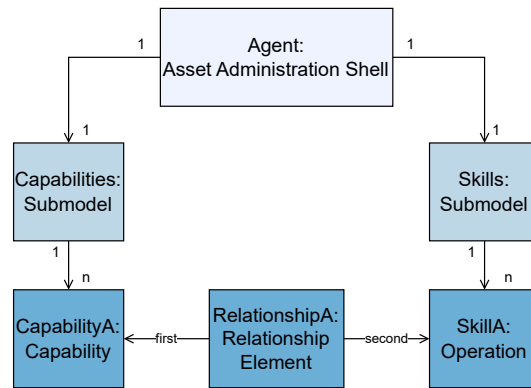 Agent:
Asset Administration Shell
1
1
1
1
Capabilities:
Submodel
Skills:
Submodel
1
n
1
n
CapabilityA:
Capability
first
RelationshipA:
Relationship
Element
second
SkillA:
Operation